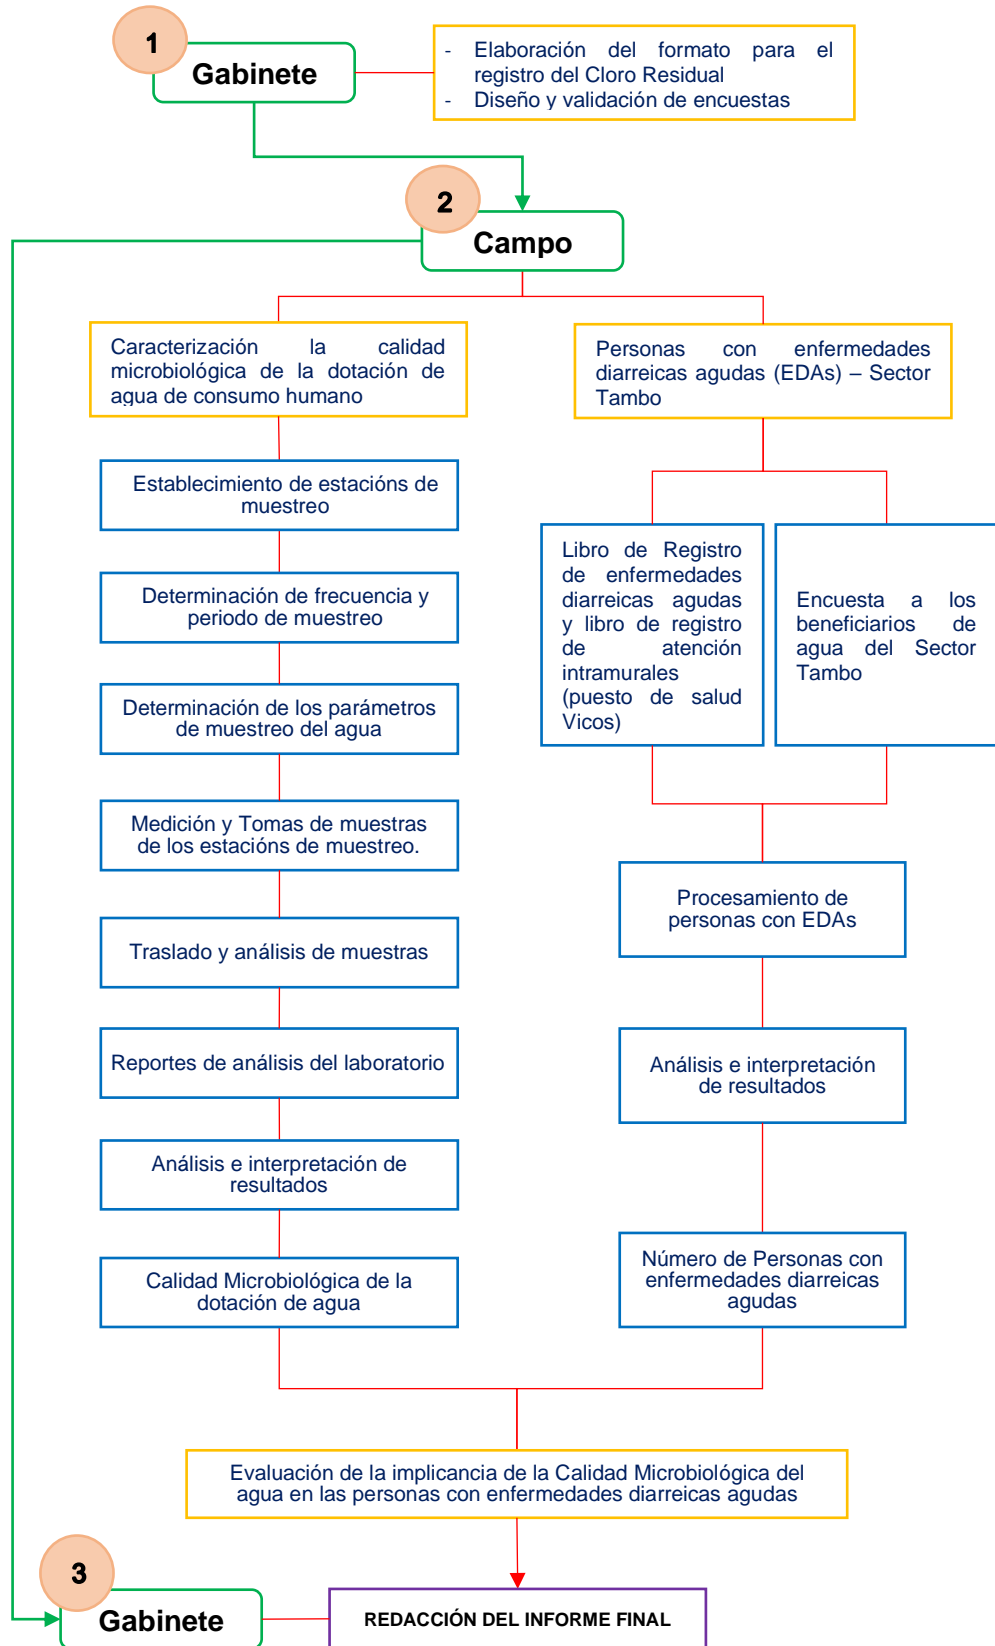 1
Gabinete
- Elaboración del formato para el
registro del Cloro Residual
- Diseño y validación de encuestas
2
Campo
Caracterización la calidad
microbiológica de la dotación de
agua de consumo humano
Personas con enfermedades
diarreicas agudas (EDAs) – Sector
Tambo
Establecimiento de estacións de
muestreo
Determinación de frecuencia y
periodo de muestreo
Determinación de los parámetros
de muestreo del agua
Medición y Tomas de muestras
de los estacións de muestreo.
Traslado y análisis de muestras
Reportes de análisis del laboratorio
Análisis e interpretación de
resultados
Calidad Microbiológica de la
dotación de agua
Libro de Registro
de enfermedades
diarreicas agudas
y libro de registro
de atención
intramurales
(puesto de salud
Vicos)
Encuesta a los
beneficiarios de
agua del Sector
Tambo
Procesamiento de
personas con EDAs
Análisis e interpretación
de resultados
Número de Personas con
enfermedades diarreicas
agudas
Evaluación de la implicancia de la Calidad Microbiológica del
agua en las personas con enfermedades diarreicas agudas
3
Gabinete
REDACCIÓN DEL INFORME FINAL